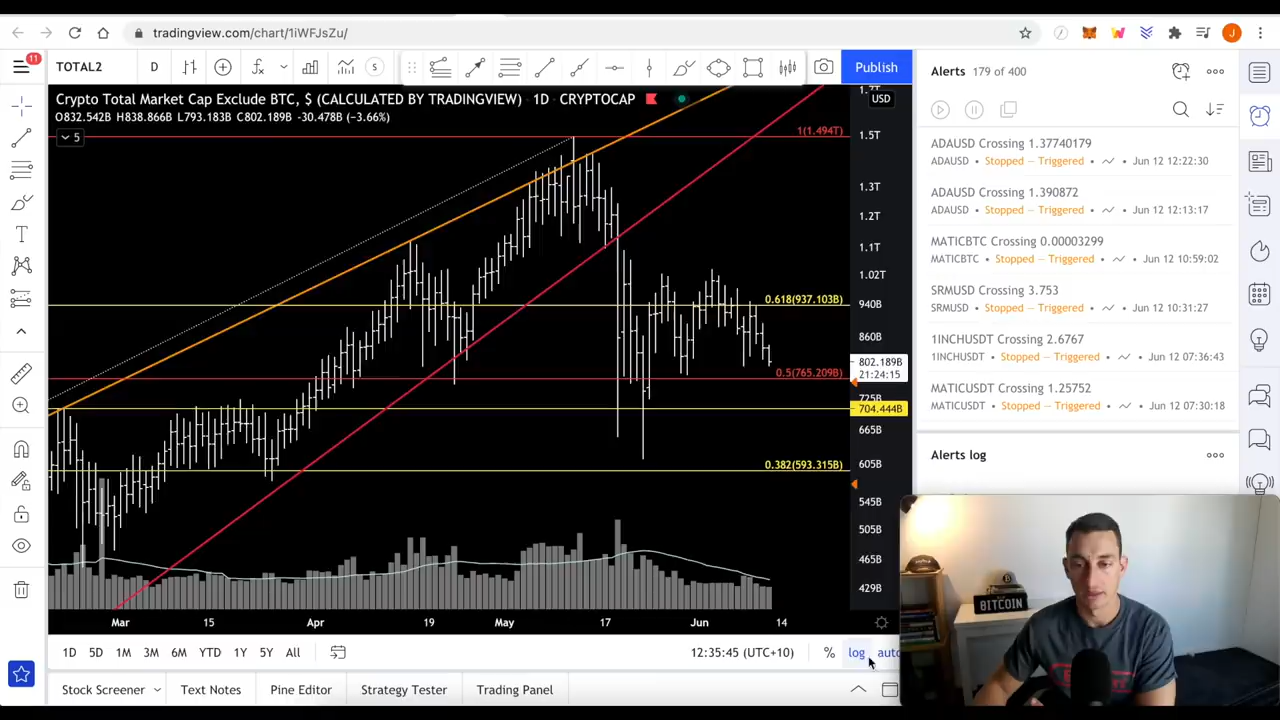 tradingview.com/chart/1iWFJsZu/
J
11
TOTAL2
D
S
Publish
Crypto Total Market Cap Exclude BTC, $ (CALCULATED BY TRADINGVIEW) · 1D · CRYPTOCAP
O832.542B H838.866B L793.183B C802.189B -30.478B (-3.66%)
5
USD
1.7T
1(1.494T)
1.5T
1.3T
1.2T
1.1T
1.02T
0.618(937.103B)
940B
860B
802.189B
21:24:15
0.5(765.209B)
725B
704.444B
665B
0.382(593.315B)
605B
545B
505B
465B
429B
Mar
15
Apr
19
May
17
Jun
14
1D
5D
1M
3M
6M
YTD
1Y
5Y
All
12:35:45 (UTC+10)
%
log
auto
Stock Screener
Text Notes
Pine Editor
Strategy Tester
Trading Panel
Alerts 179 of 400
ADAUSD Crossing 1.37740179
ADAUSD • Stopped — Triggered • Jun 12 12:22:30
ADAUSD Crossing 1.390872
ADAUSD • Stopped — Triggered • Jun 12 12:13:17
MATICBTC Crossing 0.00003299
MATICBTC • Stopped — Triggered • Jun 12 10:59:02
SRMUSD Crossing 3.753
SRMUSD • Stopped — Triggered • Jun 12 10:31:27
1INCHUSDT Crossing 2.6767
1INCHUSDT • Stopped — Triggered • Jun 12 07:36:43
MATICUSDT Crossing 1.25752
MATICUSDT • Stopped — Triggered • Jun 12 07:30:18
Alerts log
BITCOIN